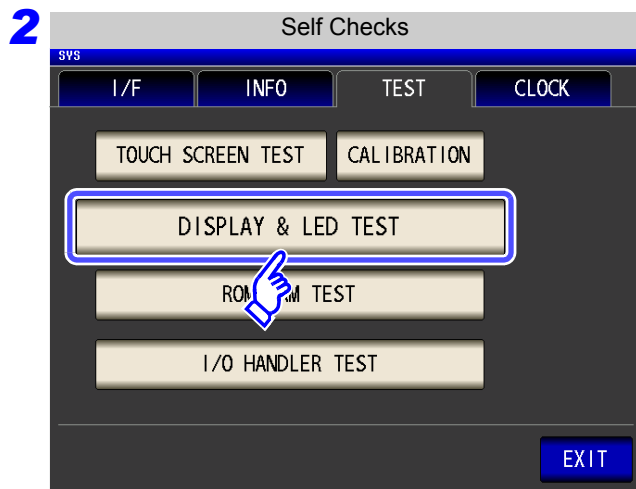 2
Self Checks
SYS
I/F INFO TEST CLOCK
TOUCH SCREEN TEST CALIBRATION
DISPLAY & LED TEST
TEST
I/O HANDLER TEST
EXIT